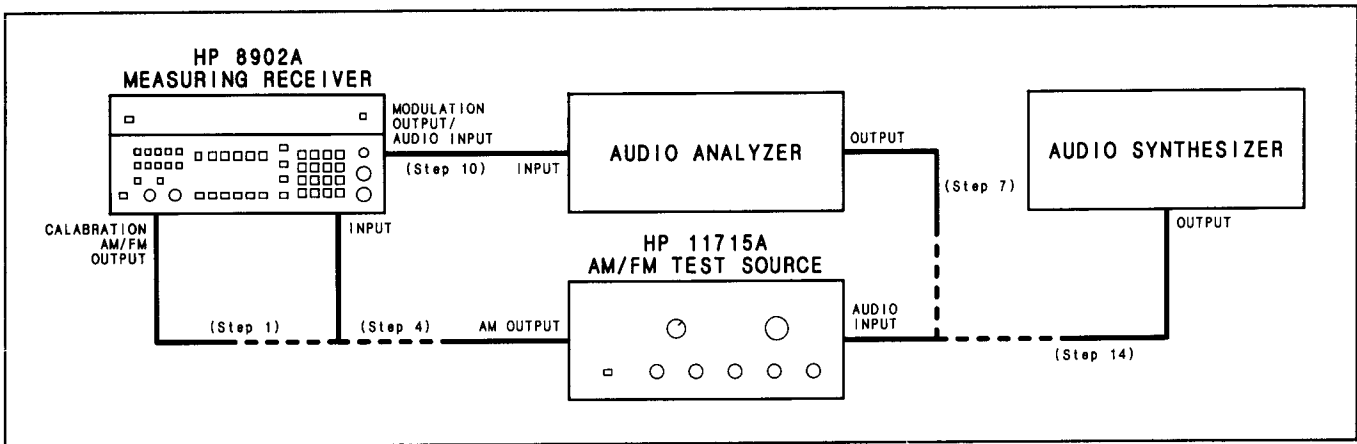 HP 8902A
MEASURING RECEIVER
MODULATION
OUTPUT/
AUDIO INPUT
(Step 10)
INPUT
AUDIO ANALYZER
OUTPUT
(Step 7)
AUDIO SYNTHESIZER
OUTPUT
CALABRATION
AM/FM
OUTPUT
INPUT
HP 11715A
AM/FM TEST SOURCE
(Step 1)
(Step 4)
AM OUTPUT
AUDIO
INPUT
(Step 14)